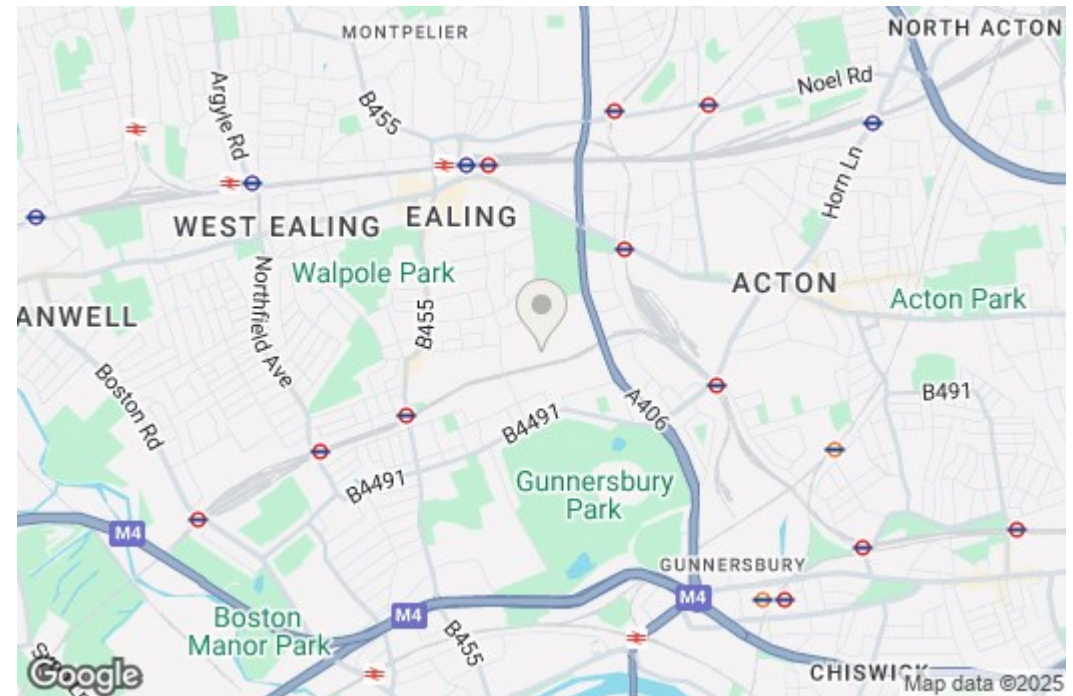 MONTPELIER
NORTH ACTON
Noel Rd
Argyle Rd
B455
Horn Ln
WEST EALING
EALING
Walpole Park
ACTON
Acton Park
ANWELL
Northfield Ave
B455
Boston Rd
B491
A406
B4491
B4491
Gunnersbury
Park
M4
GUNNERSBURY
M4
M4
Boston
Manor Park
B455
CHISWICK
Google
Map data ©2025